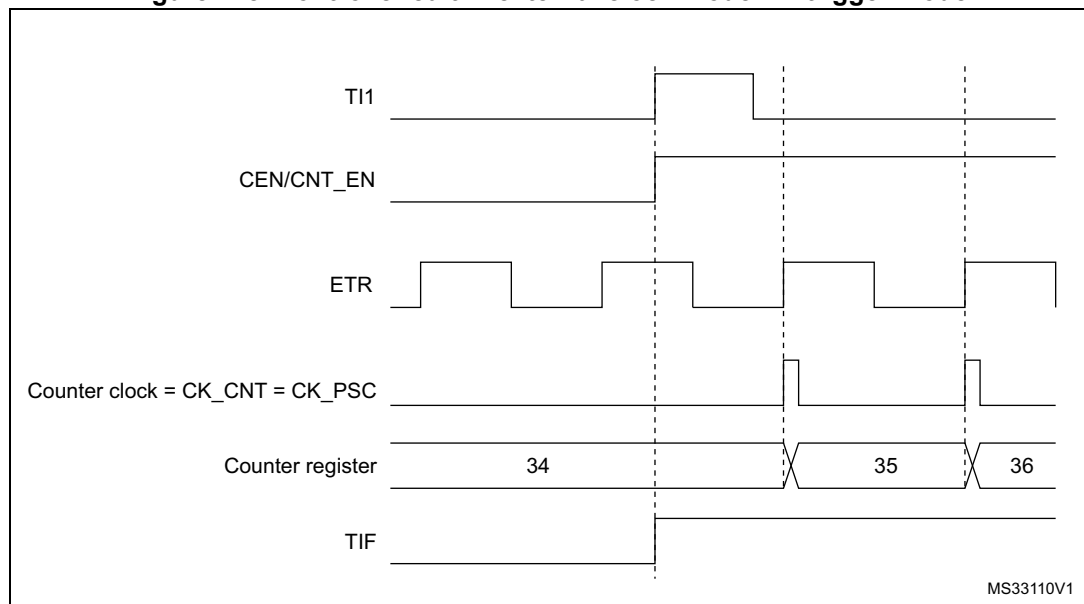 TI1
CEN/CNT_EN
ETR
Counter clock = CK_CNT = CK_PSC
Counter register
34
35
36
TIF
MS33110V1